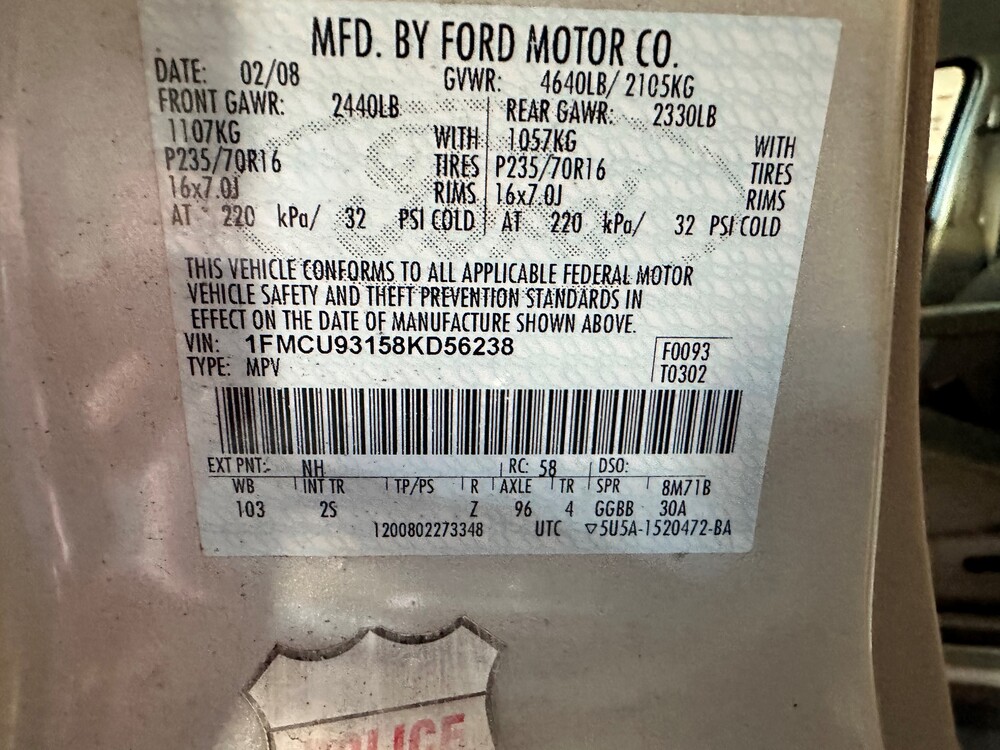 MFD. BY FORD MOTOR CO.
DATE: 02/08 GVWR: 4640LB/ 2105KG
FRONT GAWR: 2440LB REAR GAWR: 2330LB
1107KG WITH 1057KG WITH
P235/70R16 TIRES P235/70R16 TIRES
16x7.0J RIMS 16x7.0J RIMS
AT 220 kPa/ 32 PSI COLD AT 220 kPa/ 32 PSI COLD
THIS VEHICLE CONFORMS TO ALL APPLICABLE FEDERAL MOTOR
VEHICLE SAFETY AND THEFT PREVENTION STANDARDS IN
EFFECT ON THE DATE OF MANUFACTURE SHOWN ABOVE.
VIN: 1FMCU93158KD56238 F0093
TYPE: MPV T0302
EXT PNT: NH RC: 58 DSO:
WB INT TR TP/PS R AXLE TR SPR 8M71B
103 2S Z 96 4 GGBB 30A
1200802273348 UTC ▽5U5A-1520472-BA
POLICE